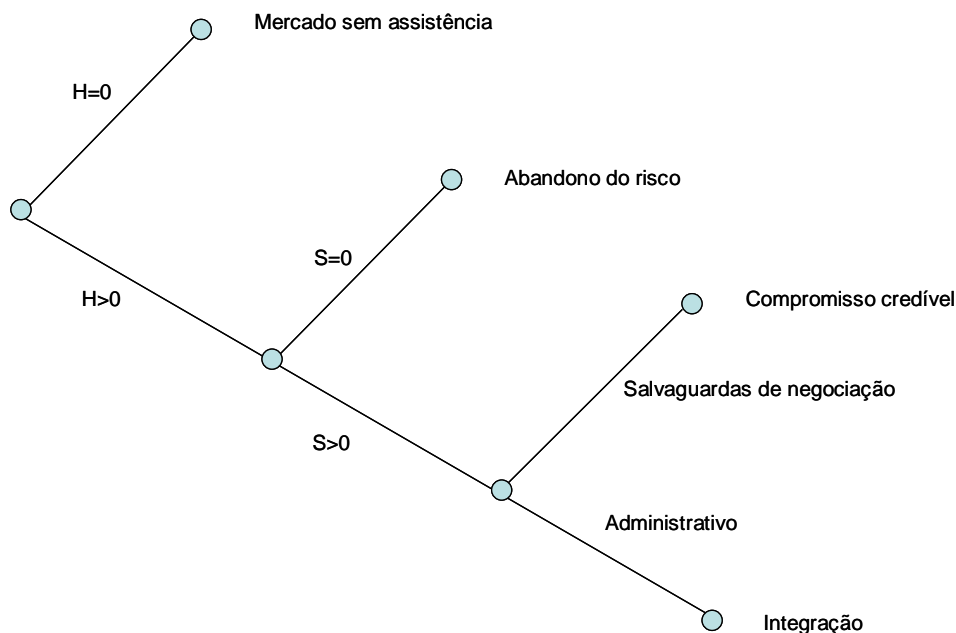 Mercado sem assistência
H=0
Abandono do risco
S=0
H>0
Compromisso credível
Salvaguardas de negociação
S>0
Administrativo
Integração